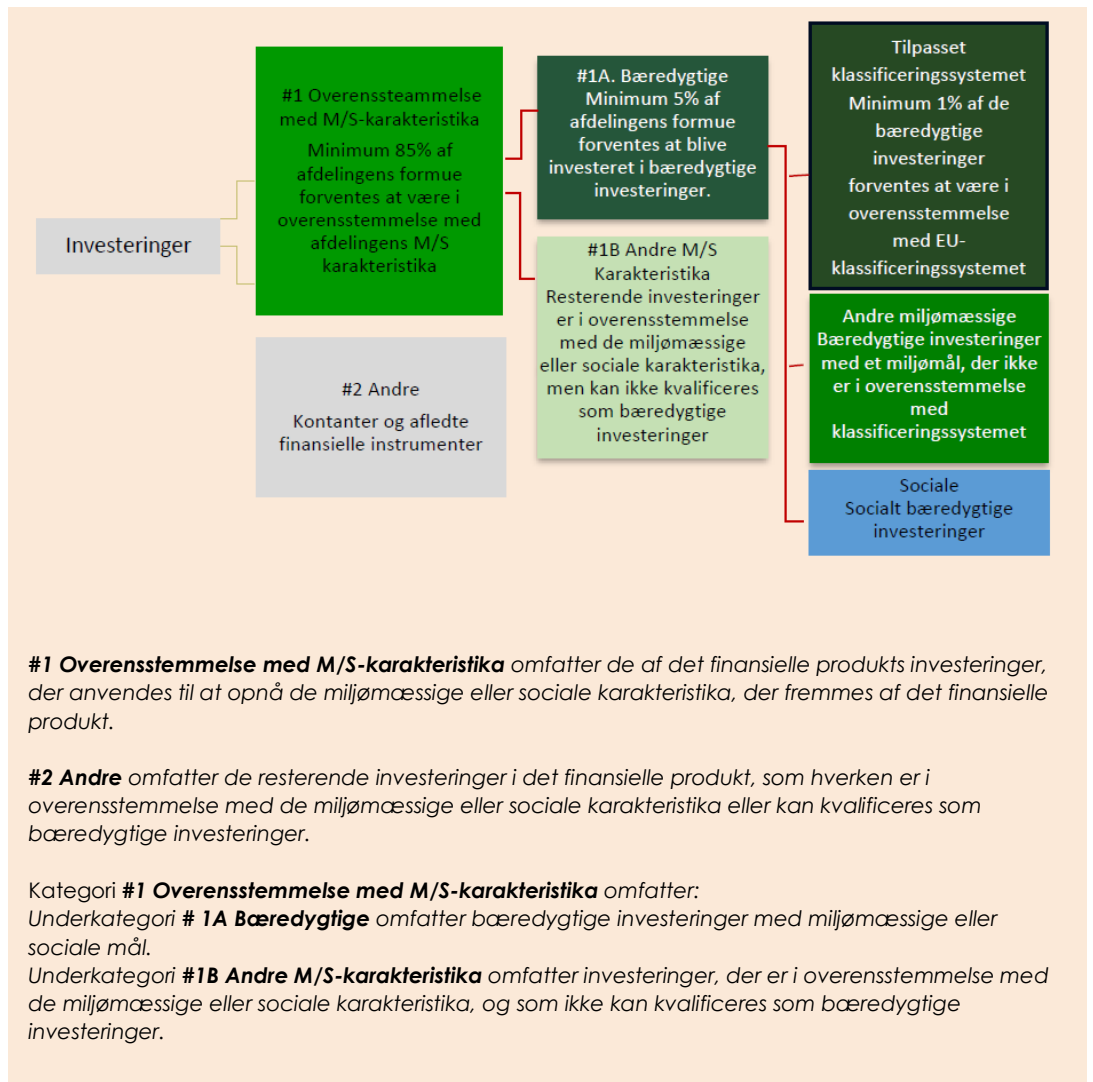 Investeringer
#1 Overenssteammelse
med M/S-karakteristika
Minimum 85% af
afdelingens formue
forventes at være i
overensstemmelse med
afdelingens M/S
karakteristika
#2 Andre
Kontanter og afledte
finansielle instrumenter
#1A. Bæredygtige
Minimum 5% af
afdelingens formue
forventes at blive
investeret i bæredygtige
investeringer.
#1B Andre M/S
Karakteristika
Resterende investeringer
er i overensstemmelse
med de miljømæssige
eller sociale karakteristika,
men kan ikke kvalificeres
som bæredygtige
investeringer
Tilpasset
klassificeringssystemet
Minimum 1% af de
bæredygtige
investeringer
forventes at være i
overensstemmelse
med EU-
klassificeringssystemet
Andre miljømæssige
Bæredygtige investeringer
med et miljømål, der ikke
er i overensstemmelse
med
klassificeringssystemet
Sociale
Socialt bæredygtige
investeringer
#1 Overensstemmelse med M/S-karakteristika omfatter de af det finansielle produkts investeringer,
der anvendes til at opnå de miljømæssige eller sociale karakteristika, der fremmes af det finansielle
produkt.
#2 Andre omfatter de resterende investeringer i det finansielle produkt, som hverken er i
overensstemmelse med de miljømæssige eller sociale karakteristika eller kan kvalificeres som
bæredygtige investeringer.
Kategori #1 Overensstemmelse med M/S-karakteristika omfatter:
Underkategori # 1A Bæredygtige omfatter bæredygtige investeringer med miljømæssige eller
sociale mål.
Underkategori #1B Andre M/S-karakteristika omfatter investeringer, der er i overensstemmelse med
de miljømæssige eller sociale karakteristika, og som ikke kan kvalificeres som bæredygtige
investeringer.